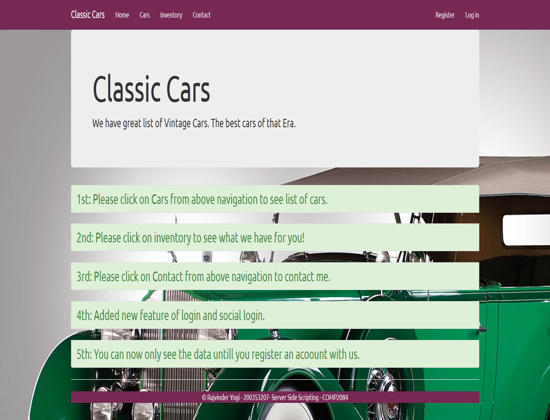 Classic Cars Home Cars Inventory Contact Register Log in
Classic Cars
We have great list of Vintage Cars. The best cars of that Era.
1st: Please click on Cars from above navigation to see list of cars.
2nd: Please click on inventory to see what we have for you!
3rd: Please click on Contact from above navigation to contact me.
4th: Added new feature of login and social login.
5th: You can now only see the data untill you register an acoount with us.
© Rajvinder Yogi - 200353207- Server Side Scripting - COMP2084